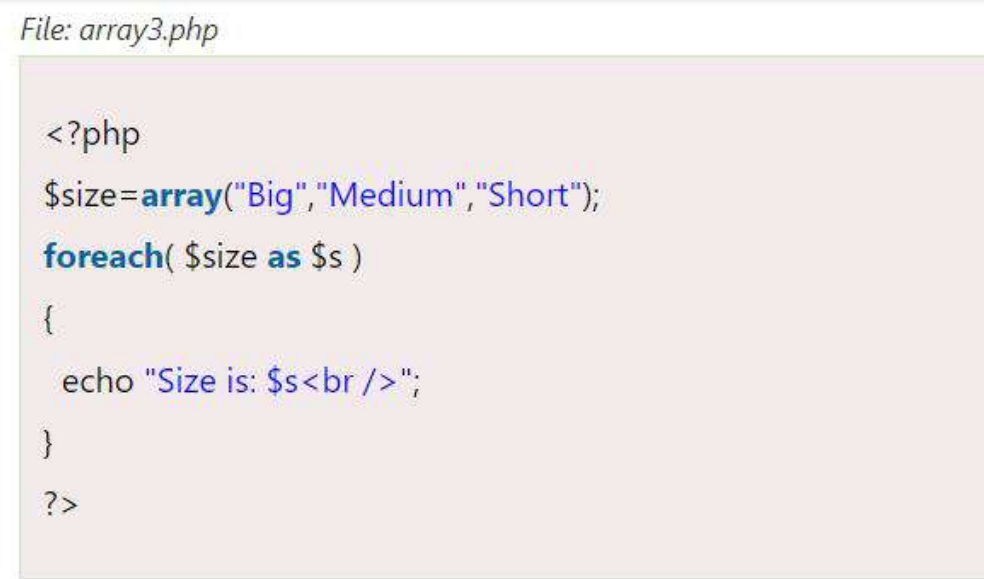 File: array3.php
<?php
$size=array("Big","Medium","Short");
foreach( $size as $s )
{
echo "Size is: $s<br />";
}
?>